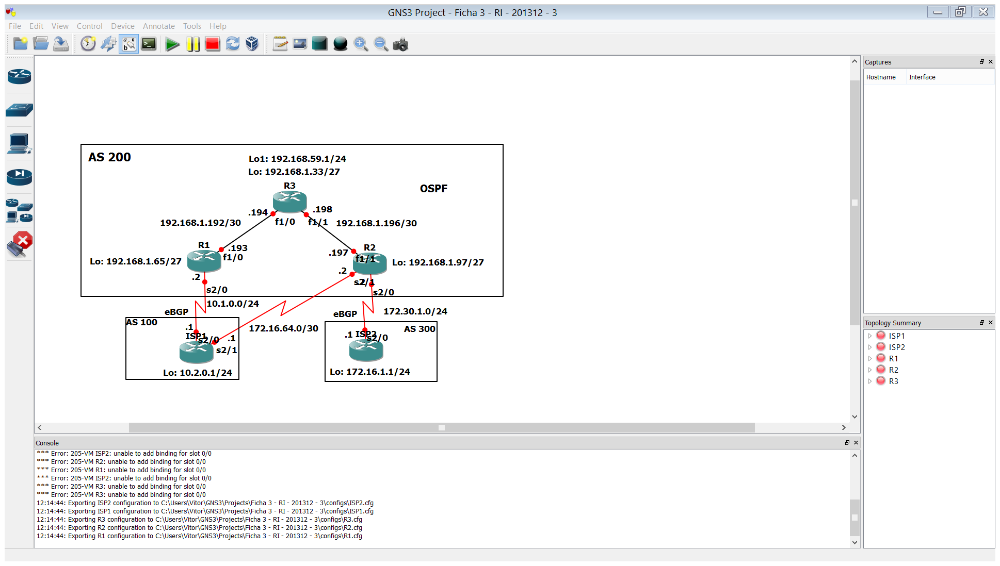 GNS3 Project - Ficha 3 - RI - 201312 - 3
File Edit View Control Device Annotate Tools Help
Captures
Hostname Interface
AS 200
Lo1: 192.168.59.1/24
Lo: 192.168.1.33/27
R3
OSPF
.194
.198
f1/0
f1/1
192.168.1.192/30
192.168.1.196/30
R1
.193
f1/0
R2
.197
f1/1
Lo: 192.168.1.65/27
Lo: 192.168.1.97/27
.2
.2
s2/1
s2/0
s2/0
10.1.0.0/24
eBGP
eBGP
172.30.1.0/24
AS 100
.1
172.16.64.0/30
AS 300
ISP1
s2/0
.1
.1
ISP2
s2/0
s2/1
Lo: 10.2.0.1/24
Lo: 172.16.1.1/24
Topology Summary
ISP1
ISP2
R1
R2
R3
Console
*** Error: 205-VM ISP2: unable to add binding for slot 0/0
*** Error: 205-VM R2: unable to add binding for slot 0/0
*** Error: 205-VM R1: unable to add binding for slot 0/0
*** Error: 205-VM ISP2: unable to add binding for slot 0/0
*** Error: 205-VM R3: unable to add binding for slot 0/0
*** Error: 205-VM R3: unable to add binding for slot 0/0
12:14:44: Exporting ISP2 configuration to C:\Users\Vitor\GNS3\Projects\Ficha 3 - RI - 201312 - 3\configs\ISP2.cfg
12:14:44: Exporting ISP1 configuration to C:\Users\Vitor\GNS3\Projects\Ficha 3 - RI - 201312 - 3\configs\ISP1.cfg
12:14:44: Exporting R3 configuration to C:\Users\Vitor\GNS3\Projects\Ficha 3 - RI - 201312 - 3\configs\R3.cfg
12:14:44: Exporting R2 configuration to C:\Users\Vitor\GNS3\Projects\Ficha 3 - RI - 201312 - 3\configs\R2.cfg
12:14:44: Exporting R1 configuration to C:\Users\Vitor\GNS3\Projects\Ficha 3 - RI - 201312 - 3\configs\R1.cfg